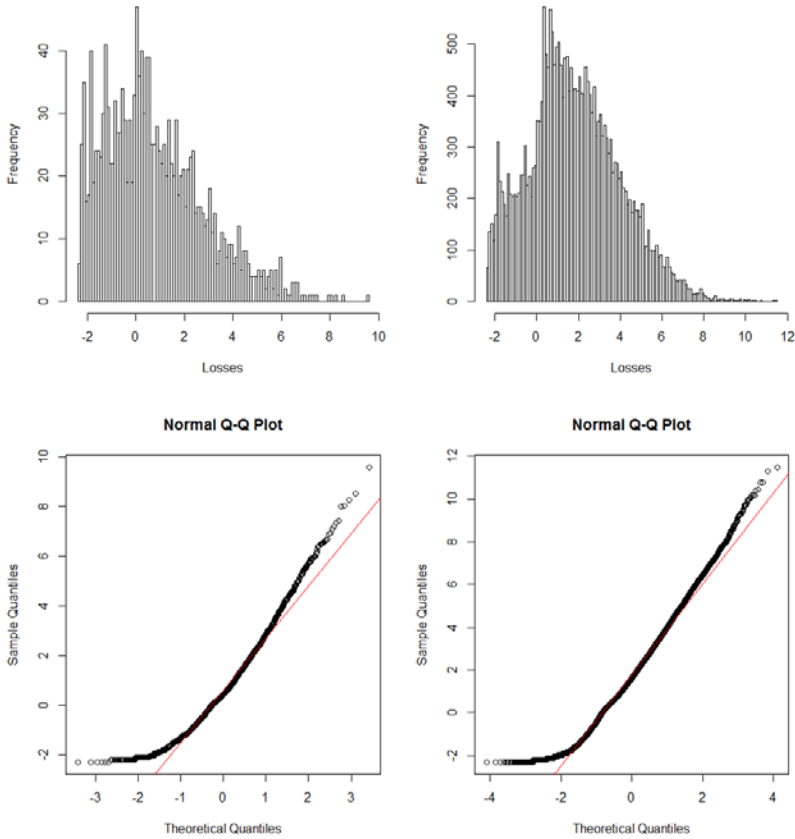 Frequency
0 10 20 30 40
-2 0 2 4 6 8 10
Losses
Frequency
0 100 200 300 400 500
-2 0 2 4 6 8 10 12
Losses
Normal Q-Q Plot
Sample Quantiles
-2 0 2 4 6 8 10
-3 -2 -1 0 1 2 3
Theoretical Quantiles
Normal Q-Q Plot
Sample Quantiles
-2 0 2 4 6 8 10 12
-4 -2 0 2 4
Theoretical Quantiles